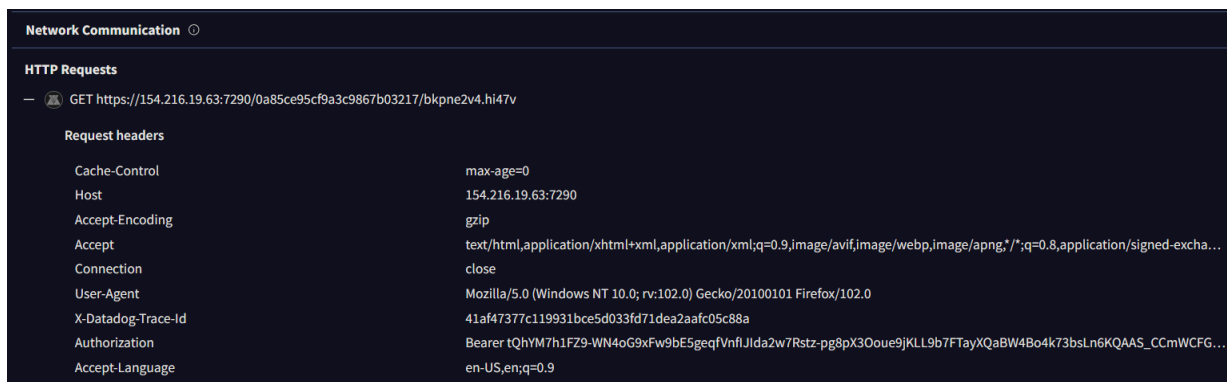 Network Communication
HTTP Requests
GET https://154.216.19.63:7290/0a85ce95cf9a3c9867b03217/bkpne2v4.hi47v
Request headers
Cache-Control max-age=0
Host 154.216.19.63:7290
Accept-Encoding gzip
Accept text/html,application/xhtml+xml,application/xml;q=0.9,image/avif,image/webp,image/apng,*/*;q=0.8,application/signed-excha...
Connection close
User-Agent Mozilla/5.0 (Windows NT 10.0; rv:102.0) Gecko/20100101 Firefox/102.0
X-Datadog-Trace-Id 41af47377c119931bce5d033fd71dea2aafc05c88a
Authorization Bearer tQhYM7h1FZ9-WN4oG9xFw9bE5geqfVnfIJIda2w7Rstz-pg8pX3Ooue9jKLL9b7FTayXQaBW4Bo4k73bsLn6KQAAS_CCmWCFG...
Accept-Language en-US,en;q=0.9